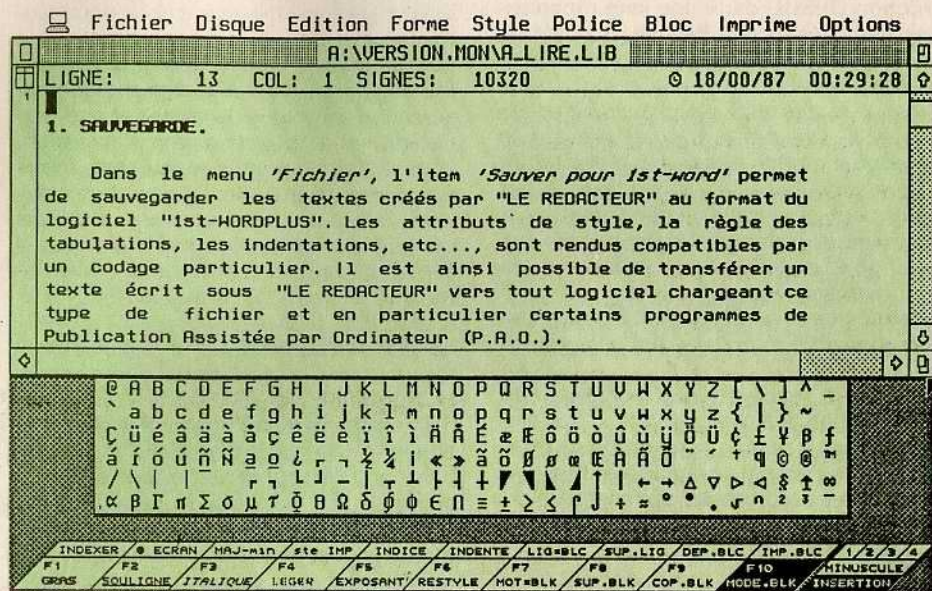 Fichier Disque Edition Forme Style Police Bloc Imprime Options
A:\VERSION.MON\A_LIRE.LIB
LIGNE: 13 COL: 1 SIGNES: 10320 18/00/87 00:29:28
1
1. SAUVEGARDE.
Dans le menu 'Fichier', l'item 'Sauver pour 1st-word' permet
de sauvegarder les textes créés par "LE REDACTEUR" au format du
logiciel "1st-WORDPLUS". Les attributs de style, la règle des
tabulations, les indentations, etc..., sont rendus compatibles par
un codage particulier. Il est ainsi possible de transférer un
texte écrit sous "LE REDACTEUR" vers tout logiciel chargeant ce
type de fichier et en particulier certains programmes de
Publication Assistée par Ordinateur (P.A.O.).
@ A B C D E F G H I J K L M N O P Q R S T U V W X Y Z [ \ ] ^ _
` a b c d e f g h i j k l m n o p q r s t u v w x y z { | } ~
Ç ü é â ä à å ç ê ë è ï î ì Ä Å É æ Æ ô ö ò û ù ÿ Ö Ü ¢ £ ¥ β ƒ
á í ó ú ñ Ñ a o ¿ ⌐ ¬ ½ ¼ ¡ « » ã õ Ø ø œ Œ À Ã Õ ¨ ´ † ¶ © ® ™
α β Γ π Σ σ µ τ Φ Θ Ω δ ∮ ϕ ∈ ∩ ≡ ± ≥ ≤ ⌠ ⌡ ÷ ≈ ° • · √ ⁿ ² ³ ¯
INDEXER ECRAN MAJ-min ste IMP INDICE INDENTE LIG=BLC SUP.LIG DEP.BLC IMP.BLC 1 2 3 4
F1 F2 F3 F4 F5 F6 F7 F8 F9 F10 MINUSCULE
GRAS SOULIGNE ITALIQUE LEGER EXPOSANT RESTYLE MOT=BLK SUP.BLK COP.BLK MODE.BLK INSERTION